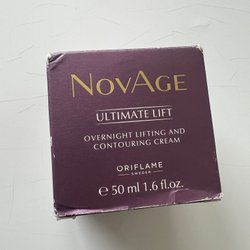 NOVAGE
ULTIMATE LIFT
OVERNIGHT LIFTING AND
CONTOURING CREAM
ORIFLAME
SWEDEN
℮ 50 ml 1.6 fl.oz.